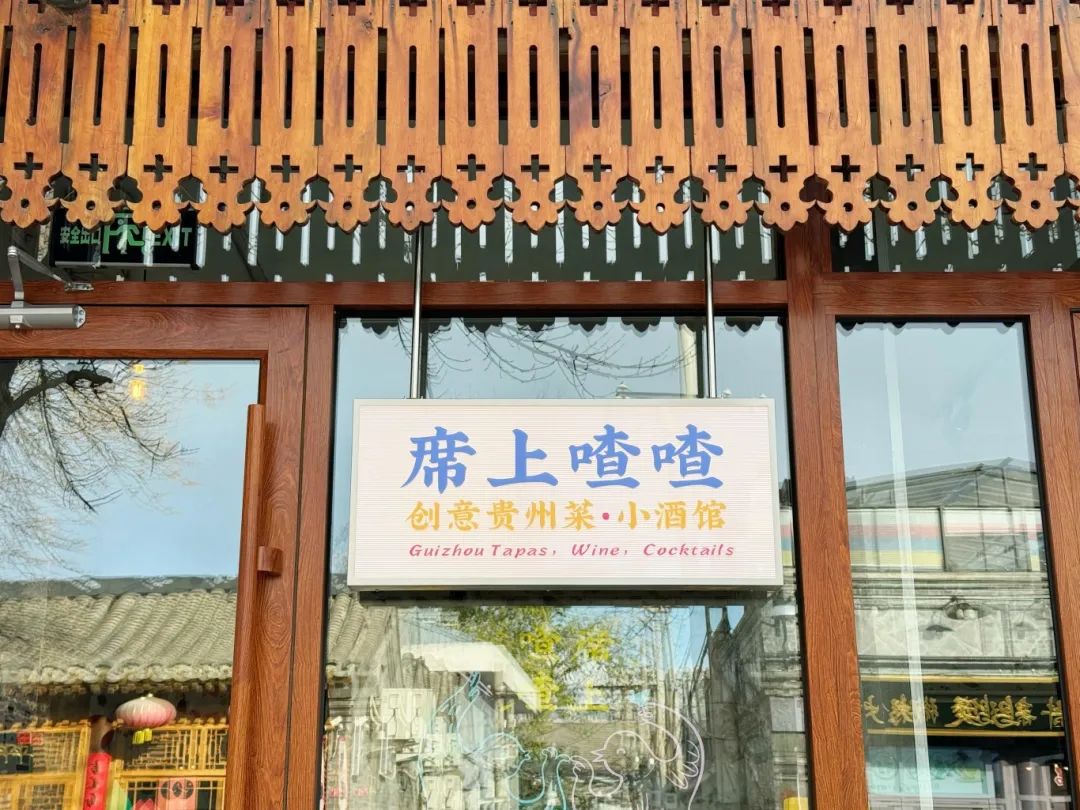 安全出口 EXIT
席上喳喳
创意贵州菜·小酒馆
Guizhou Tapas, Wine, Cocktails